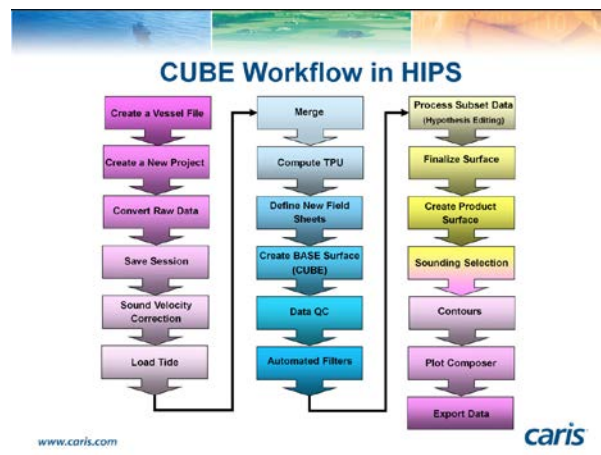 CUBE Workflow in HIPS
Create a Vessel File
Create a New Project
Convert Raw Data
Save Session
Sound Velocity
Correction
Load Tide
Merge
Compute TPU
Define New Field
Sheets
Create BASE Surface
(CUBE)
Data QC
Automated Filters
Process Subset Data
(Hypothesis Editing)
Finalize Surface
Create Product
Surface
Sounding Selection
Contours
Plot Composer
Export Data
www.caris.com
caris